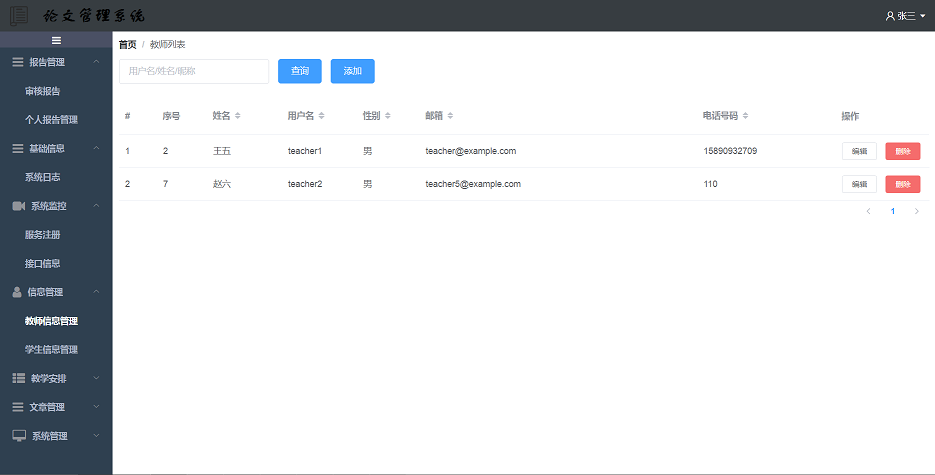 论文管理系统
张三
首页 / 教师列表
用户名/姓名/昵称 查询 添加
报告管理
审核报告
个人报告管理
基础信息
系统日志
系统监控
服务注册
接口信息
信息管理
教师信息管理
学生信息管理
教学安排
文章管理
系统管理
# 序号 姓名 用户名 性别 邮箱 电话号码 操作
1 2 王五 teacher1 男 teacher@example.com 15890932709 编辑 删除
2 7 赵六 teacher2 男 teacher5@example.com 110 编辑 删除
1